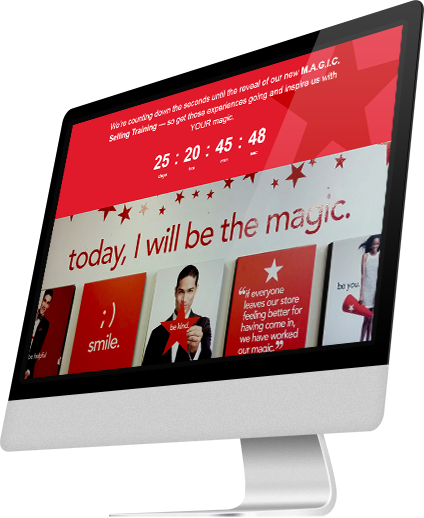 We're counting down the seconds until the reveal of our new M.A.G.I.C.
Selling Training — so get those experiences going and inspire us with
YOUR magic.
25 : 20 : 45 : 48
days hrs min sec
today, I will be the magic.
be helpful
;)
smile.
be kind.
“if everyone
leaves our store
feeling better for
having come in,
we have worked
our magic.”
be you.